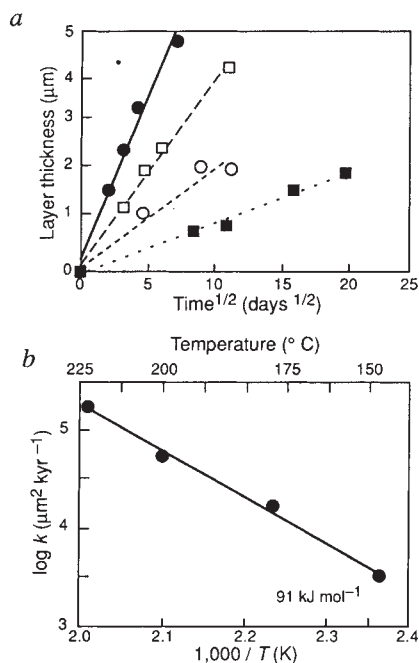 a
5
4
3
2
1
0
Layer thickness (μm)
0 5 10 15 20 25
Time1/2 (days 1/2)
b
Temperature (° C)
225 200 175 150
5
4
3
log k (μm2 kyr−1)
91 kJ mol−1
2.0 2.1 2.2 2.3 2.4
1,000 / T (K)